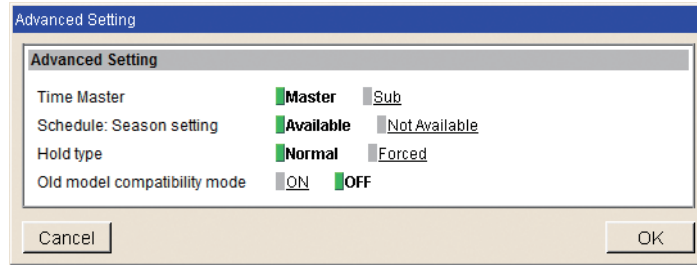 Advanced Setting
Advanced Setting
Time Master Master Sub
Schedule: Season setting Available Not Available
Hold type Normal Forced
Old model compatibility mode ON OFF
Cancel OK